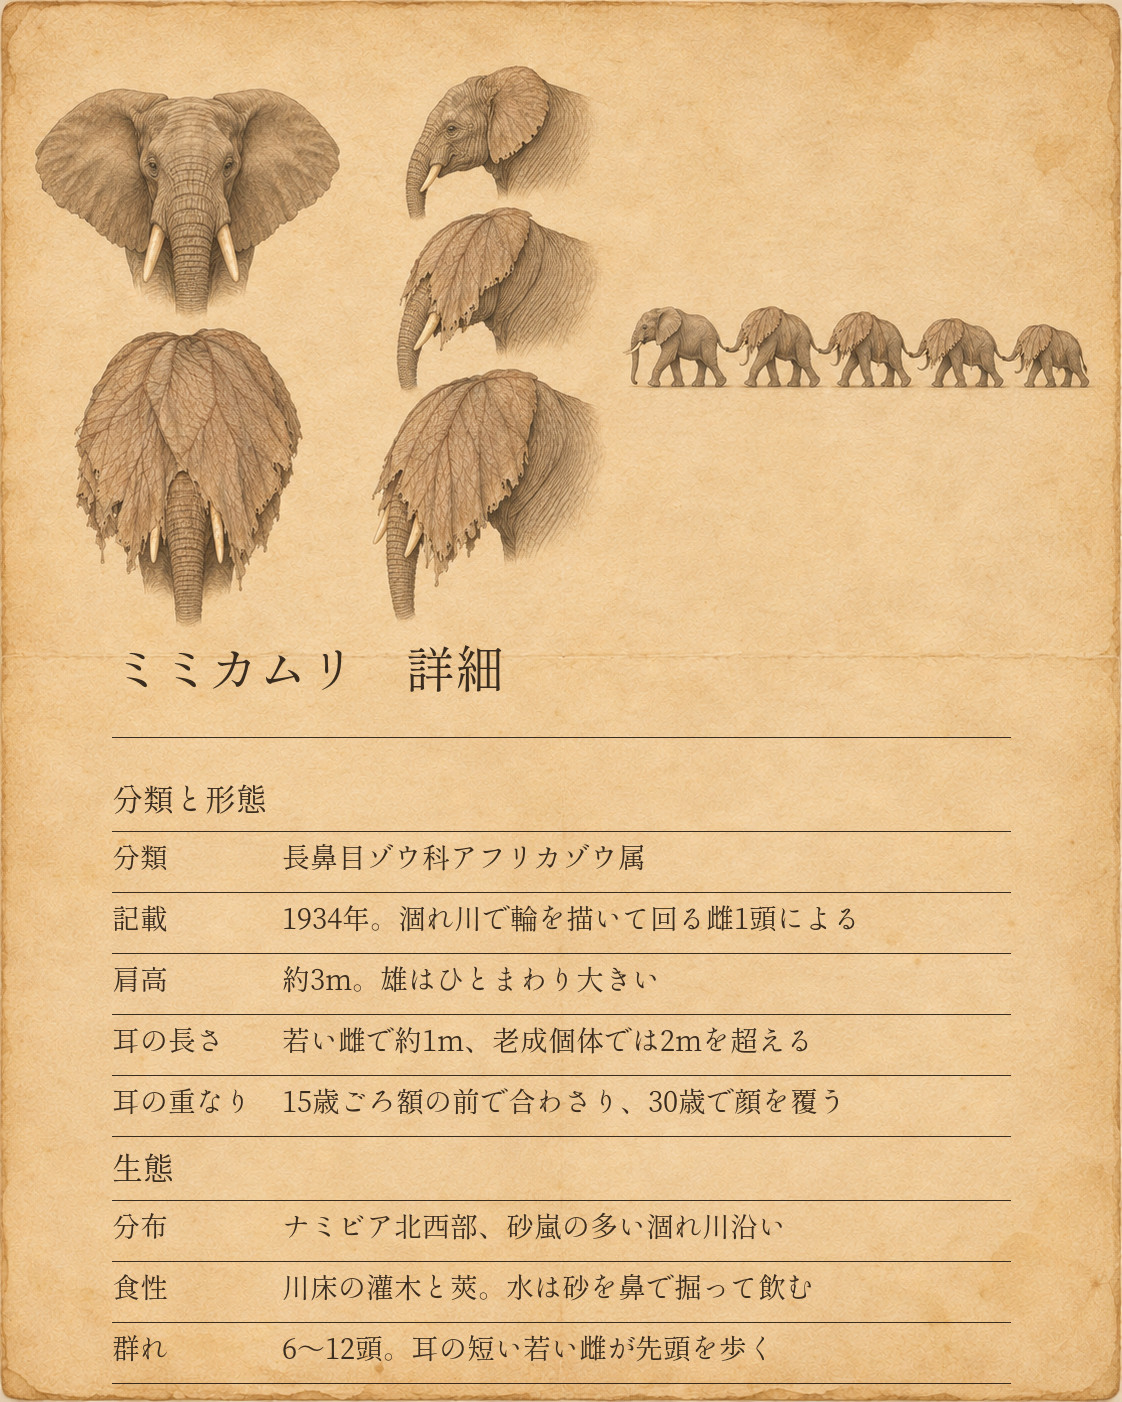 ミミカムリ　詳細
分類と形態
分類　長鼻目ゾウ科アフリカゾウ属
記載　1934年。涸れ川で輪を描いて回る雌1頭による
肩高　約3m。雄はひとまわり大きい
耳の長さ　若い雌で約1m、老成個体では2mを超える
耳の重なり　15歳ごろ額の前で合わさり、30歳で顔を覆う
生態
分布　ナミビア北西部、砂嵐の多い涸れ川沿い
食性　川床の灌木と莢。水は砂を鼻で掘って飲む
群れ　6〜12頭。耳の短い若い雌が先頭を歩く